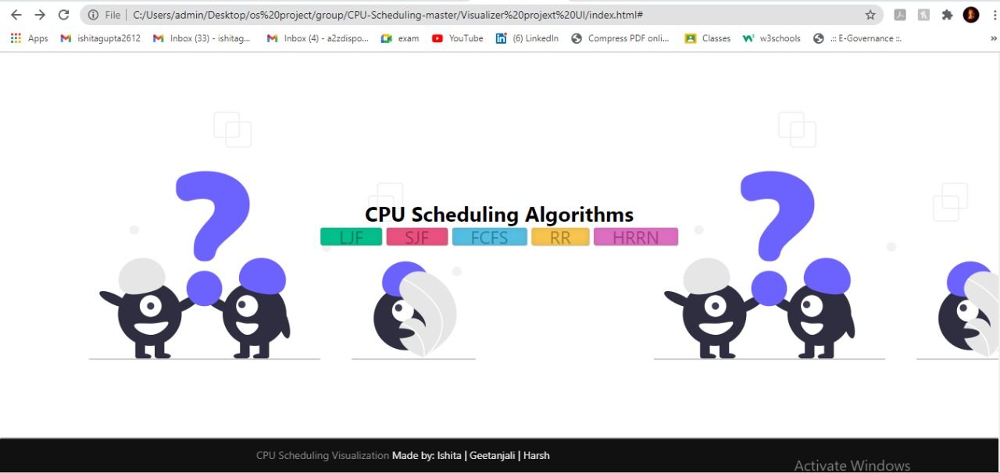 File | C:/Users/admin/Desktop/os%20project/group/CPU-Scheduling-master/Visualizer%20projext%20UI/index.html#
Apps ishitagupta2612 Inbox (33) - ishitag... Inbox (4) - a2zdispo... exam YouTube (6) LinkedIn Compress PDF onli... Classes w3schools .:: E-Governance ::. »
?
?
CPU Scheduling Algorithms
LJF SJF FCFS RR HRRN
CPU Scheduling Visualization Made by: Ishita | Geetanjali | Harsh
Activate Windows